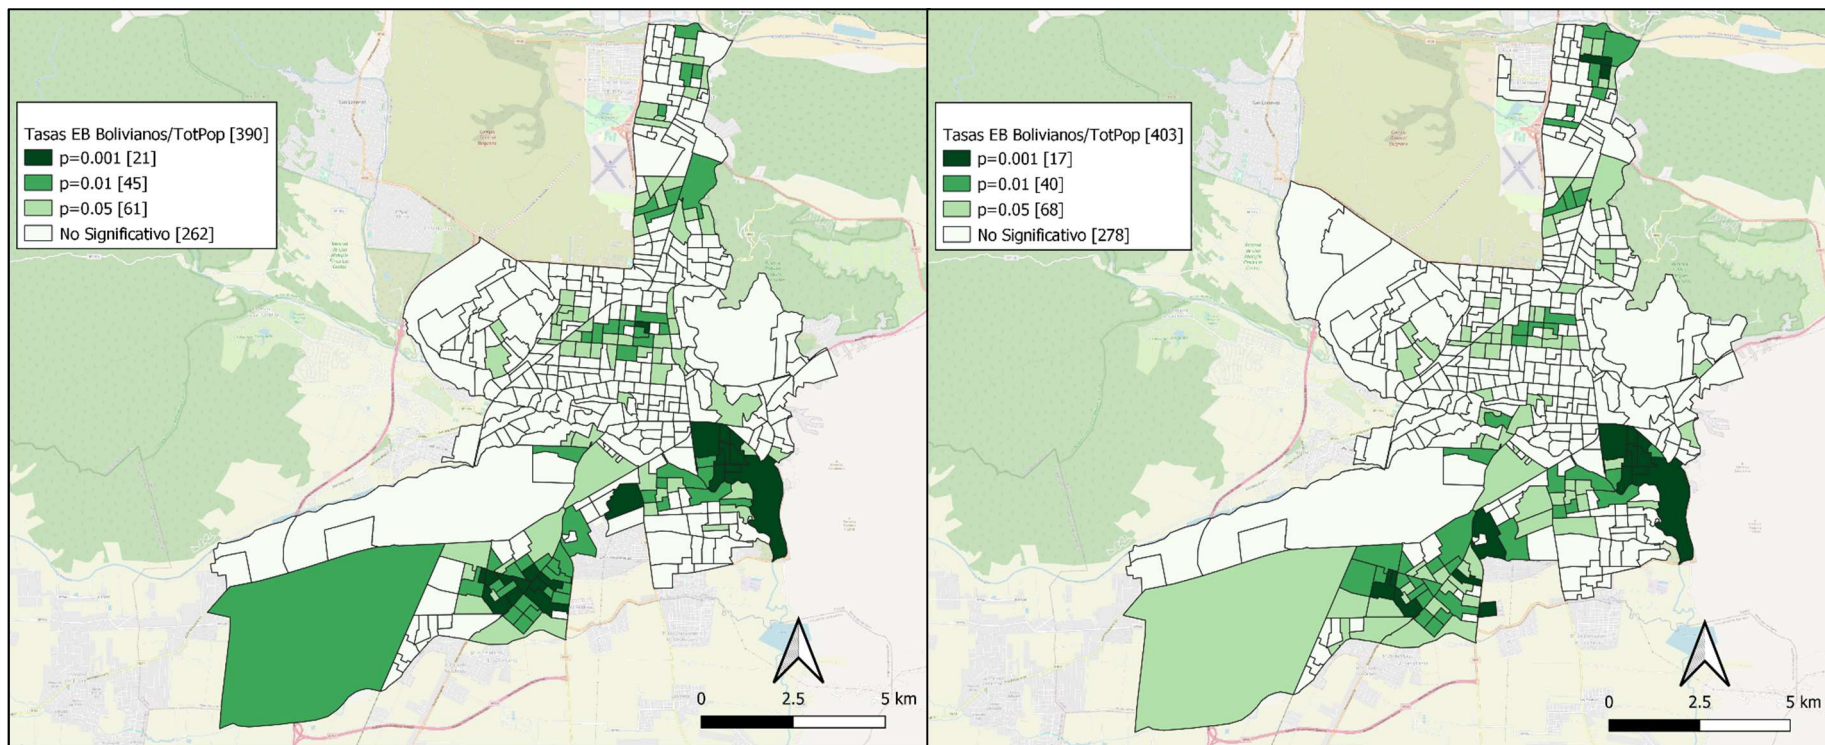 Tasas EB Bolivianos/TotPop [390]
p=0.001 [21]
p=0.01 [45]
p=0.05 [61]
No Significativo [262]
0 2.5 5 km
Tasas EB Bolivianos/TotPop [403]
p=0.001 [17]
p=0.01 [40]
p=0.05 [68]
No Significativo [278]
0 2.5 5 km